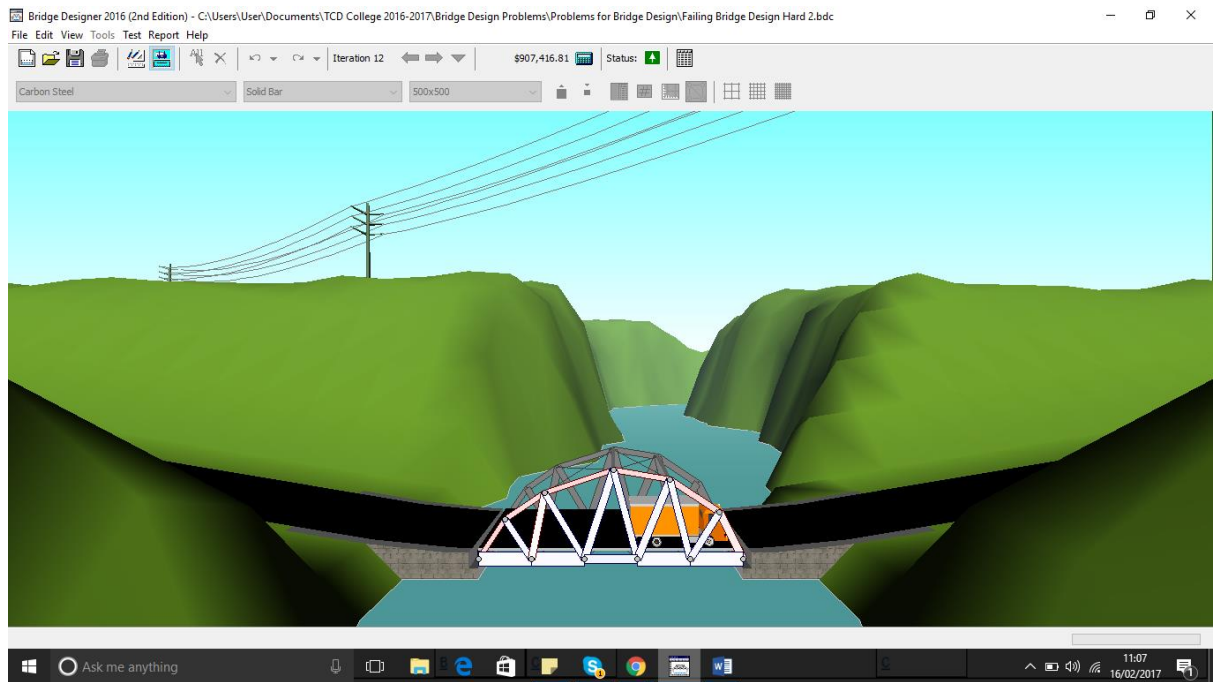 Bridge Designer 2016 (2nd Edition) - C:\Users\User\Documents\TCD College 2016-2017\Bridge Design Problems\Problems for Bridge Design\Failing Bridge Design Hard 2.bdc
File Edit View Tools Test Report Help
All Iteration 12 $907,416.81 Status:
Carbon Steel Solid Bar 500x500
Ask me anything 11:07
16/02/2017